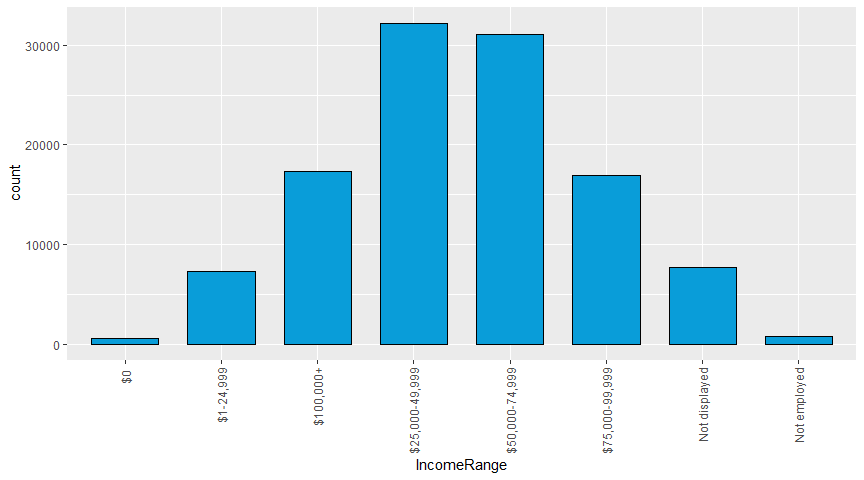 30000
20000
10000
0
count
$0
$1-24,999
$100,000+
$25,000-49,999
$50,000-74,999
$75,000-99,999
Not displayed
Not employed
IncomeRange